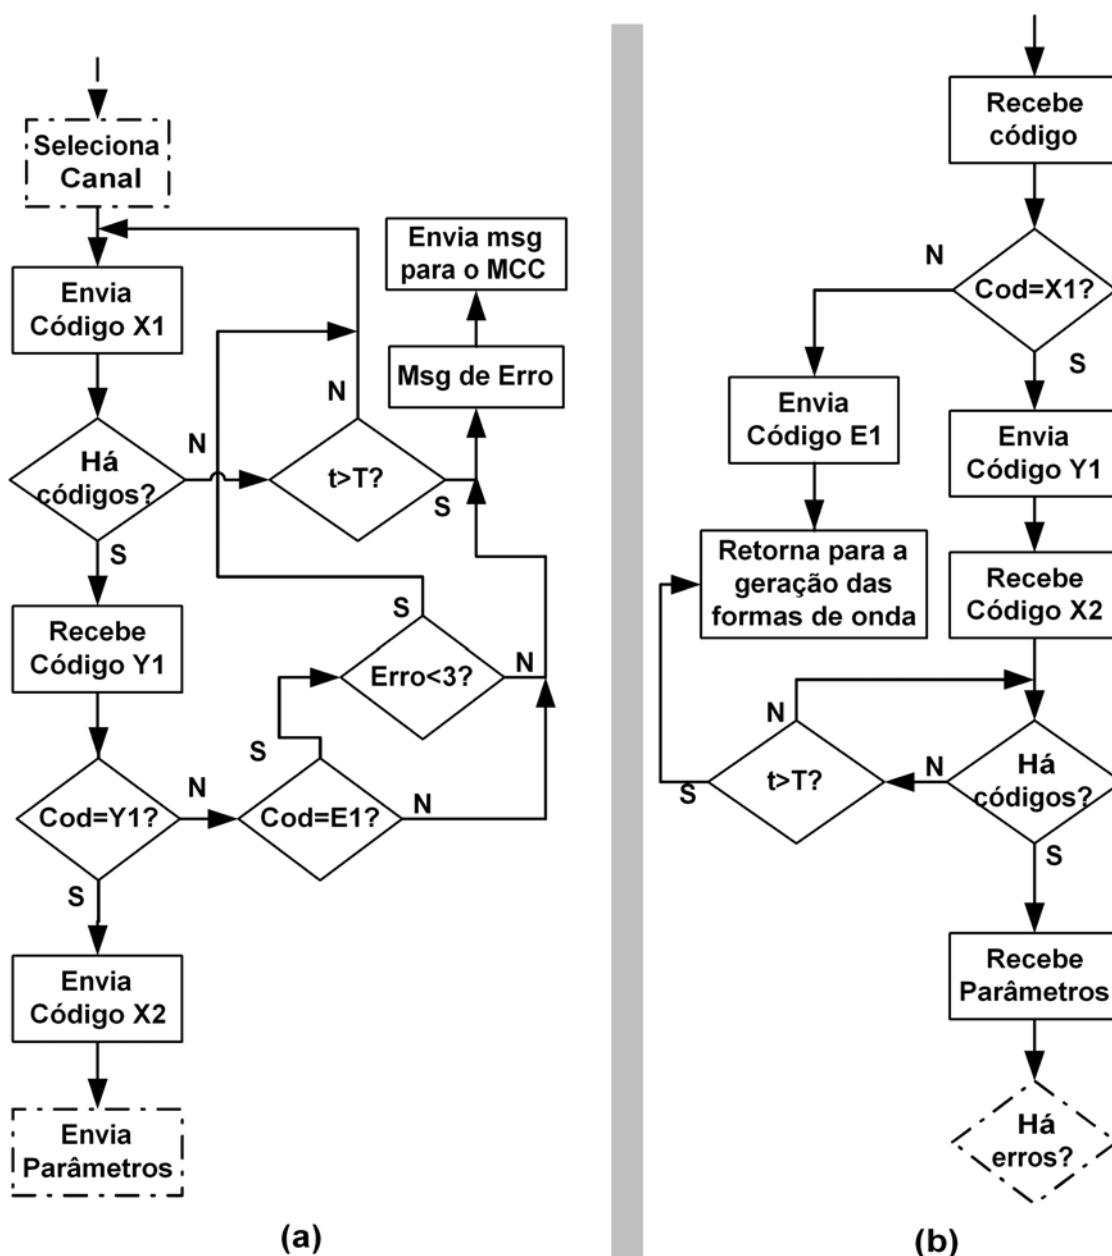 Seleciona
Canal
Envia
Código X1
Há
códigos?
N
S
t>T?
N
S
Envia msg
para o MCC
Msg de Erro
Recebe
Código Y1
Erro<3?
S
N
Cod=Y1?
N
S
Cod=E1?
S
N
Envia
Código X2
Envia
Parâmetros
(a)
Recebe
código
Cod=X1?
N
S
Envia
Código E1
Envia
Código Y1
Retorna para a
geração das
formas de onda
Recebe
Código X2
t>T?
N
S
Há
códigos?
N
S
Recebe
Parâmetros
Há
erros?
(b)